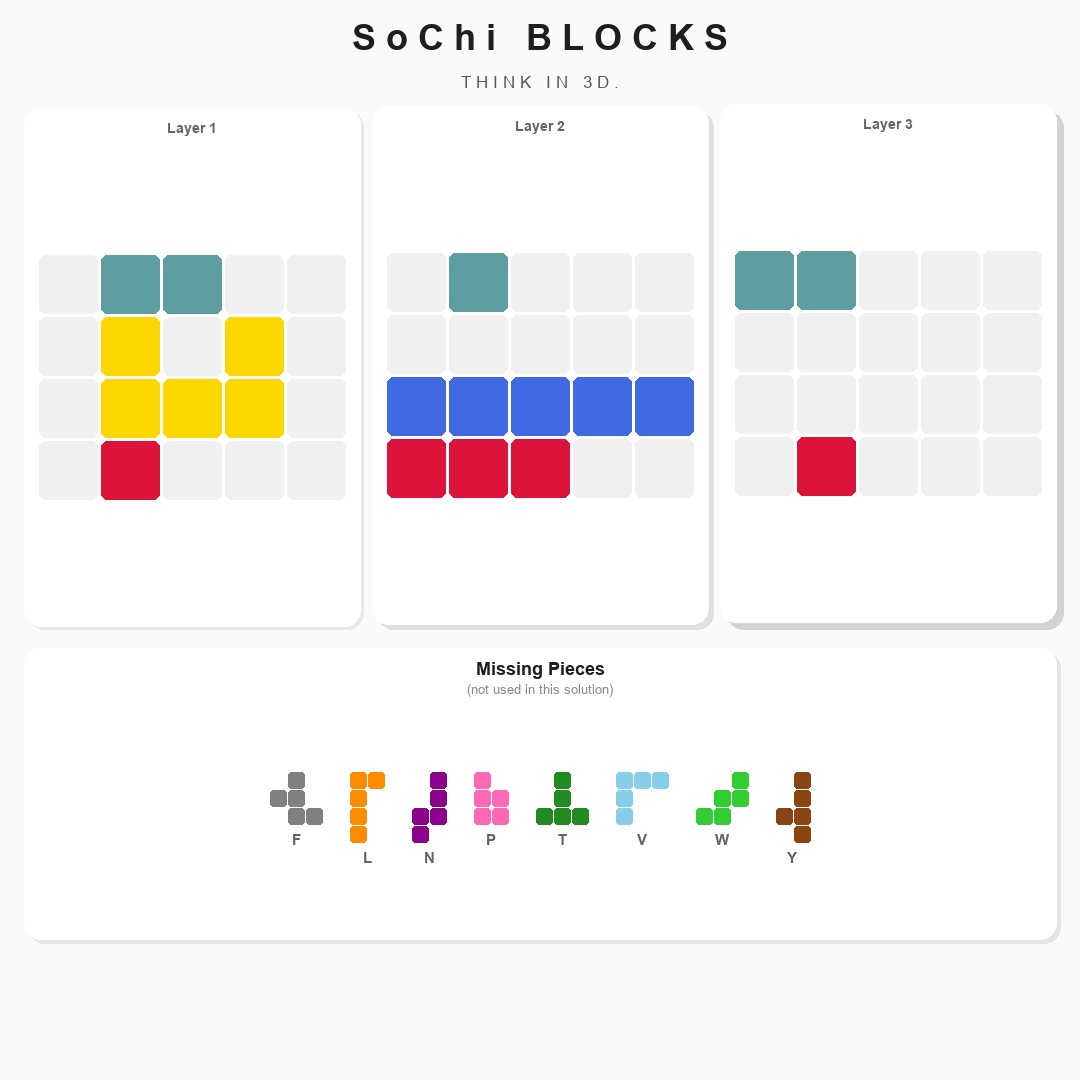 SoChi BLOCKS
THINK IN 3D.
Layer 1
Layer 2
Layer 3
Missing Pieces
(not used in this solution)
F
L
N
P
T
V
W
Y